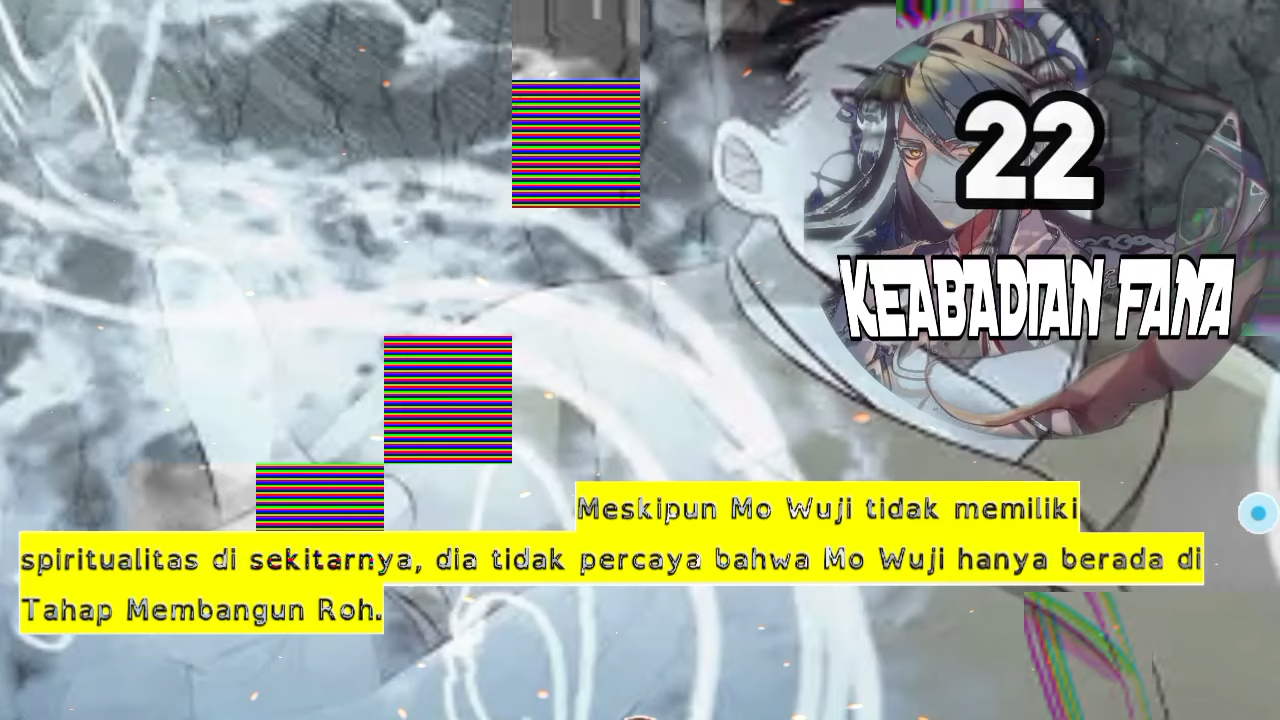 22
KEABADIAN FANA
Meskipun Mo Wuji tidak memiliki
spiritualitas di sekitarnya, dia tidak percaya bahwa Mo Wuji hanya berada di
Tahap Membangun Roh.